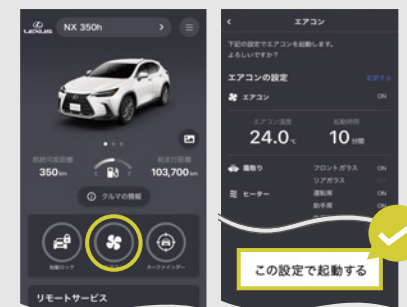 LEXUS
NX 350h
航続可能距離
350 km
E F
総走行距離
103,700 km
クルマの情報
リモートサービス
エアコン
下記の設定でエアコンを起動します。
よろしいですか？
エアコンの設定
変更する
エアコン
ON
エアコン温度
24.0℃
起動時間
10分間
霜取り
フロントガラス
ON
リアガラス
ヒーター
運転席
ON
助手席
ON
この設定で起動する